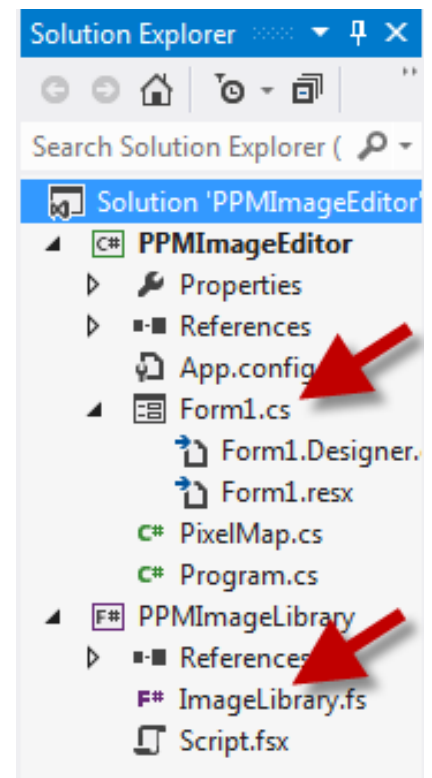 Solution Explorer
Search Solution Explorer (
Solution 'PPMImageEditor'
C# PPMImageEditor
Properties
References
App.config
Form1.cs
Form1.Designer.
Form1.resx
C# PixelMap.cs
C# Program.cs
F# PPMImageLibrary
References
F# ImageLibrary.fs
Script.fsx